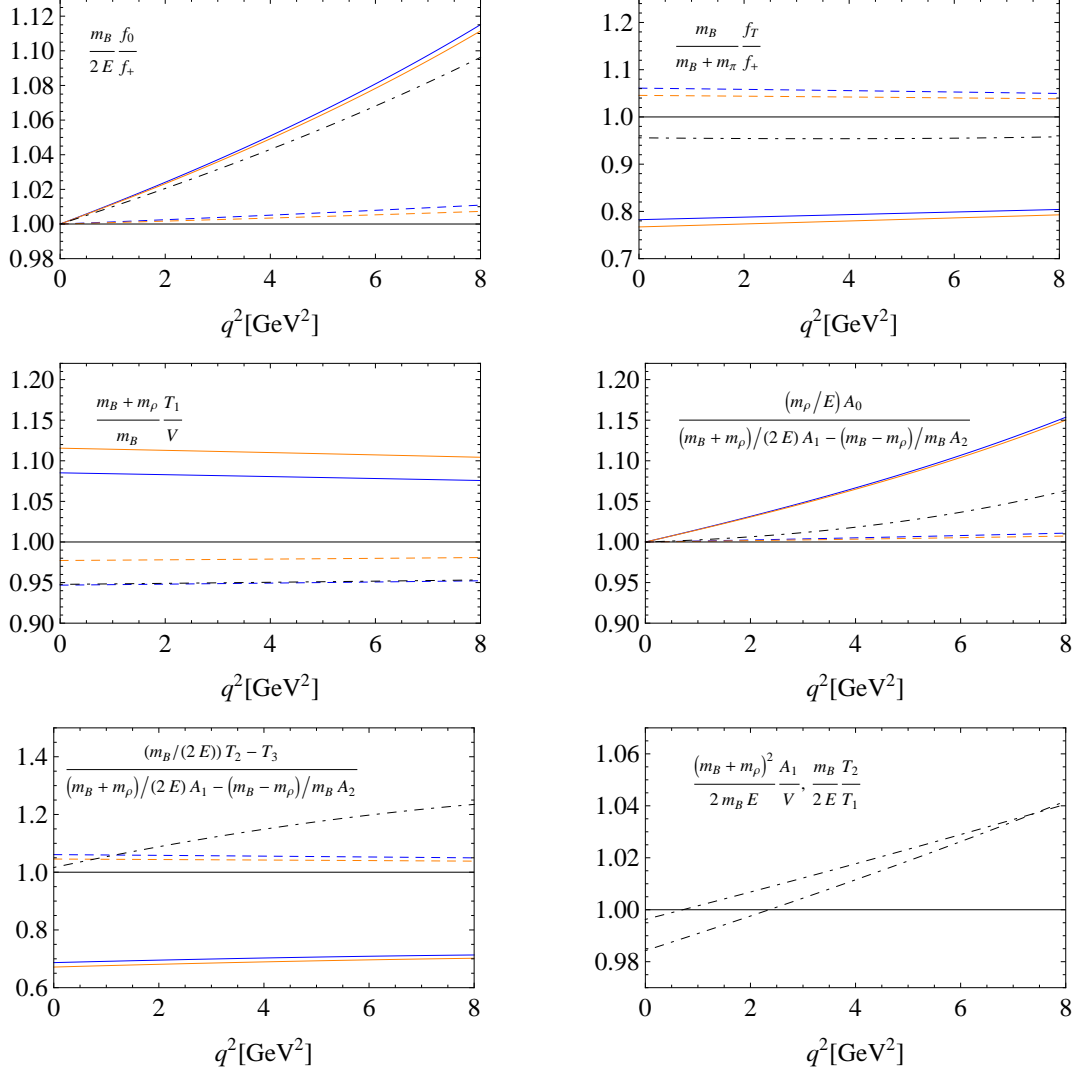 1.12
1.10
1.08
1.06
1.04
1.02
1.00
0.98
m_B / 2 E f_0 / f_+
0 2 4 6 8
q^2[GeV^2]
1.2
1.1
1.0
0.9
0.8
0.7
m_B / m_B + m_π f_T / f_+
0 2 4 6 8
q^2[GeV^2]
1.20
1.15
1.10
1.05
1.00
0.95
0.90
m_B + m_ρ / m_B T_1 / V
0 2 4 6 8
q^2[GeV^2]
1.20
1.15
1.10
1.05
1.00
0.95
0.90
(m_ρ/E) A_0
(m_B + m_ρ)/(2 E) A_1 − (m_B − m_ρ)/m_B A_2
0 2 4 6 8
q^2[GeV^2]
1.4
1.2
1.0
0.8
0.6
(m_B/(2 E)) T_2 − T_3
(m_B + m_ρ)/(2 E) A_1 − (m_B − m_ρ)/m_B A_2
0 2 4 6 8
q^2[GeV^2]
1.06
1.04
1.02
1.00
0.98
(m_B + m_ρ)^2 / 2 m_B E A_1 / V, m_B / 2 E T_2 / T_1
0 2 4 6 8
q^2[GeV^2]